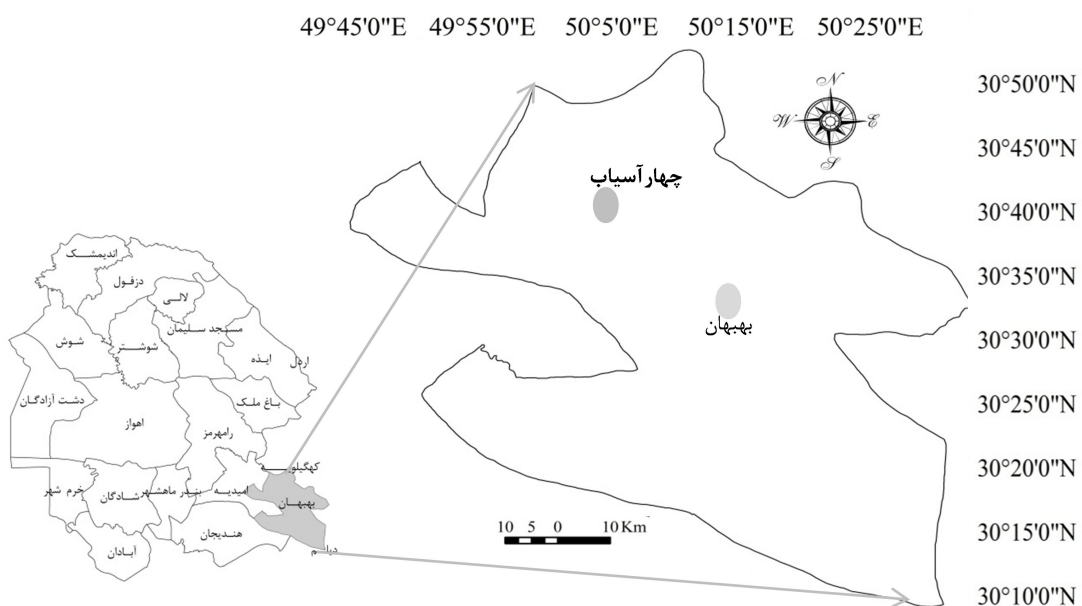 49°45'0"E 49°55'0"E 50°5'0"E 50°15'0"E 50°25'0"E
30°50'0"N
N
W E
S
30°45'0"N
چهارآسیاب
30°40'0"N
30°35'0"N
بهبهان
30°30'0"N
30°25'0"N
30°20'0"N
30°15'0"N
30°10'0"N
10 5 0 10 Km
اندیمشک
دزفول
لالی
مسجد سلیمان
شوش
شوشتر
ایذه
اردل
دشت آزادگان
باغ ملک
اهواز
رامهرمز
کهگیلویه
امیدیه
بندر ماهشهر
شادگان
خرم شهر
بهبهان
هندیجان
آبادان